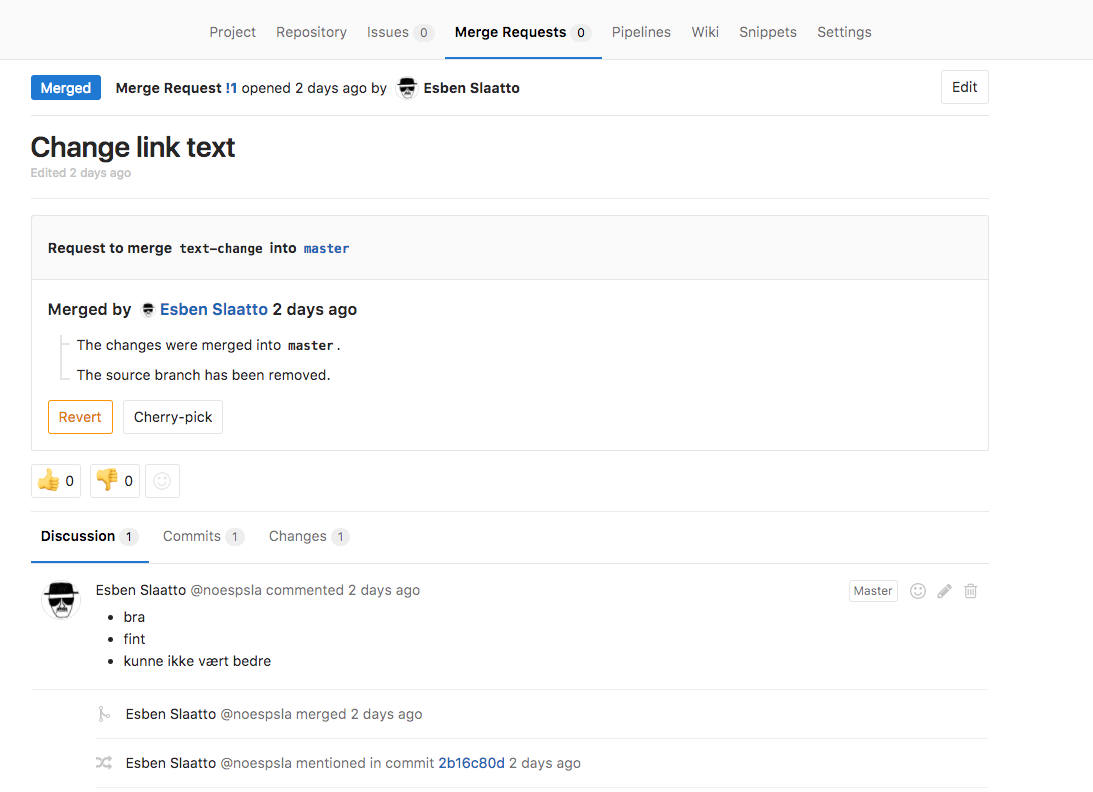 Project Repository Issues 0 Merge Requests 0 Pipelines Wiki Snippets Settings
Merged Merge Request !1 opened 2 days ago by Esben Slaatto Edit
Change link text
Edited 2 days ago
Request to merge text-change into master
Merged by Esben Slaatto 2 days ago
The changes were merged into master.
The source branch has been removed.
Revert Cherry-pick
0 0
Discussion 1 Commits 1 Changes 1
Esben Slaatto @noespsla commented 2 days ago Master
• bra
• fint
• kunne ikke vært bedre
Esben Slaatto @noespsla merged 2 days ago
Esben Slaatto @noespsla mentioned in commit 2b16c80d 2 days ago